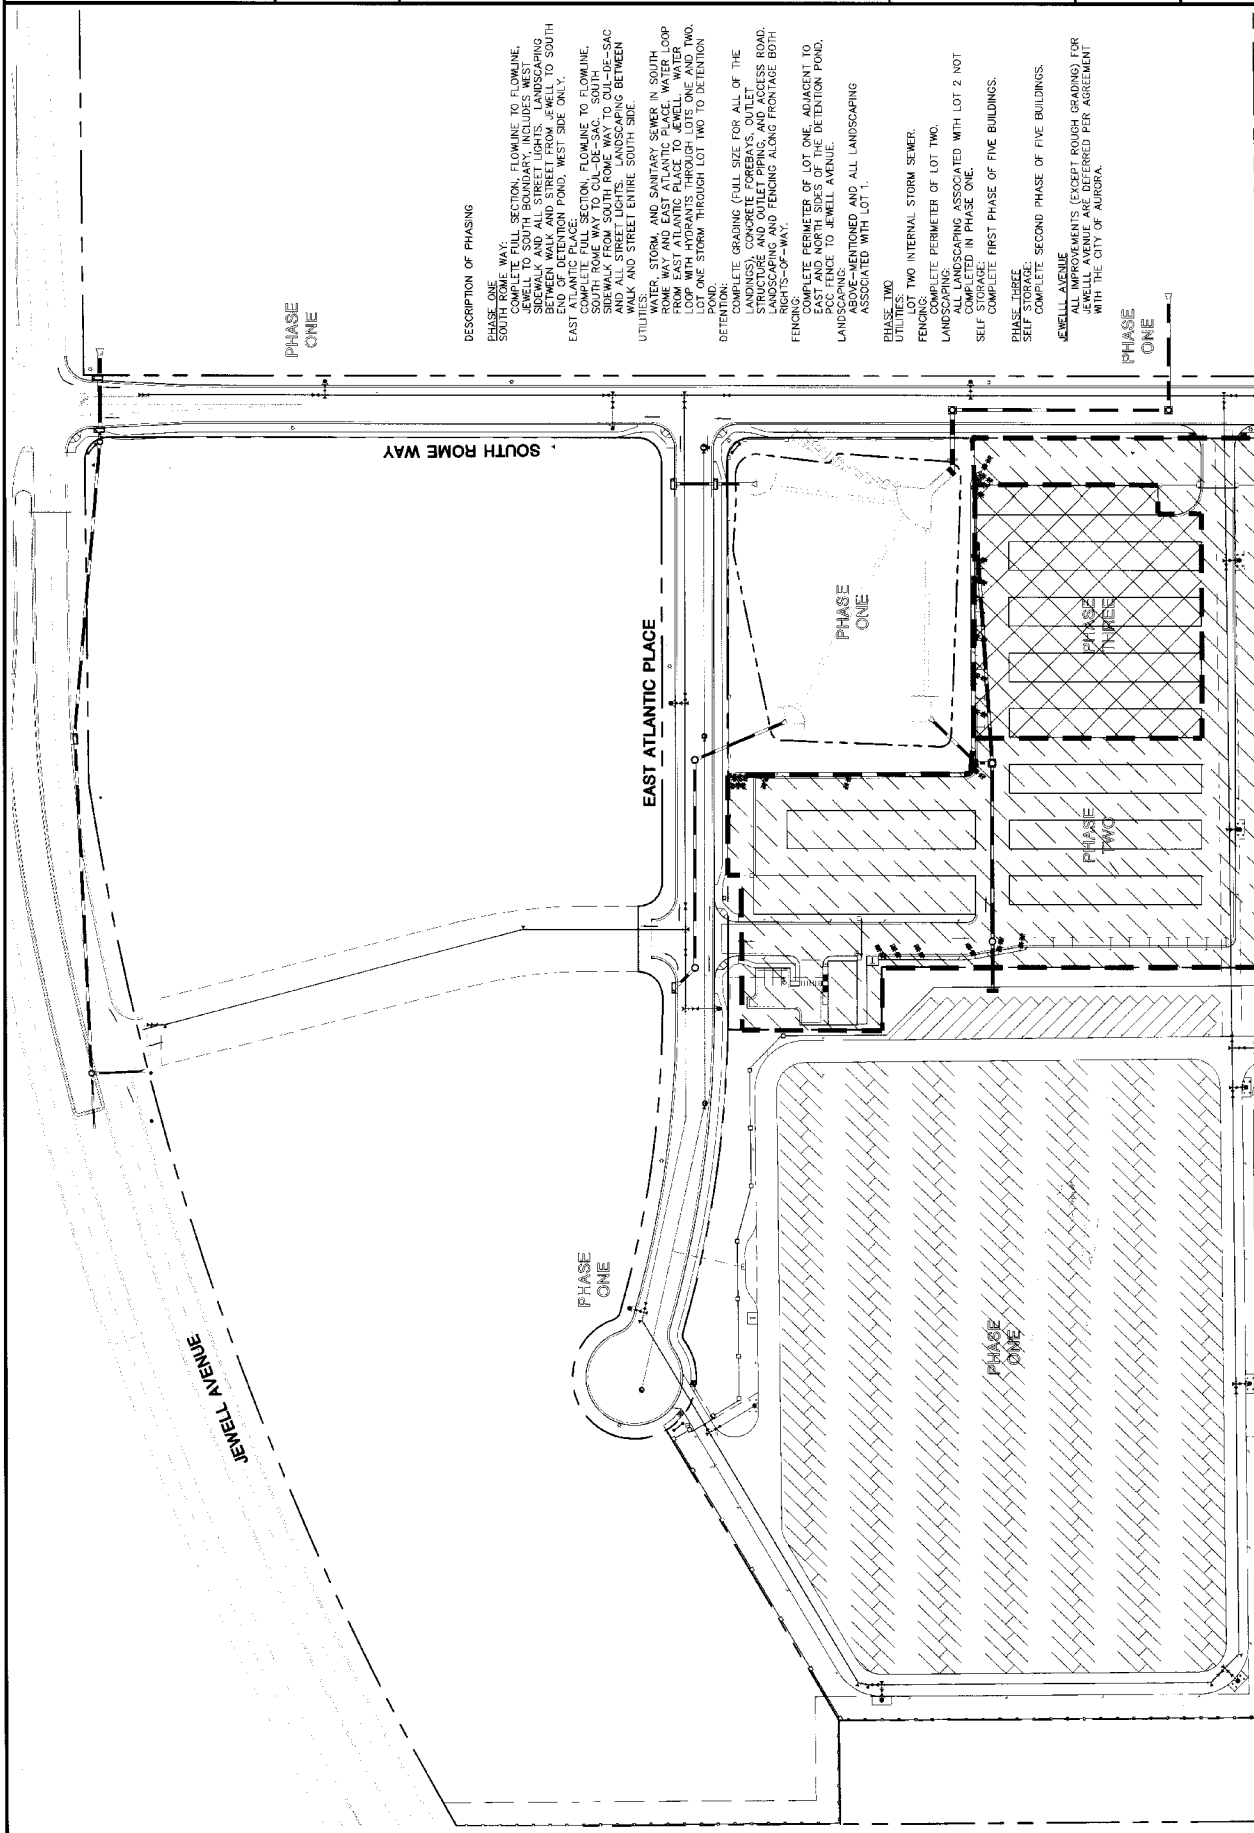 DESCRIPTION OF PHASING
PHASE ONE
SOUTH ROME WAY:
COMPLETE FULL SECTION, FLOWLINE TO FLOWLINE,
JEWELL TO SOUTH BOUNDARY, INCLUDES WEST
SIDEWALK AND ALL STREET LIGHTS. LANDSCAPING
BETWEEN WALK AND STREET FROM JEWELL TO SOUTH
END OF DETENTION POND, WEST SIDE ONLY.
EAST ATLANTIC PLACE:
COMPLETE FULL SECTION, FLOWLINE TO FLOWLINE,
SOUTH ROME WAY TO CUL-DE-SAC. SOUTH
SIDEWALK FROM SOUTH ROME WAY TO CUL-DE-SAC
AND ALL STREET LIGHTS. LANDSCAPING BETWEEN
WALK AND STREET ENTIRE SOUTH SIDE.
UTILITIES:
WATER, STORM, AND SANITARY SEWER IN SOUTH
ROME WAY AND EAST ATLANTIC PLACE, WATER LOOP
FROM EAST ATLANTIC PLACE TO JEWELL. WATER
LOOP WITH HYDRANTS THROUGH LOTS ONE AND TWO.
LOT ONE STORM THROUGH LOT TWO TO DETENTION
POND.
DETENTION:
COMPLETE GRADING (FULL SIZE FOR ALL OF THE
LANDINGS), CONCRETE FOREBAYS, OUTLET
STRUCTURE AND OUTLET PIPING, AND ACCESS ROAD.
LANDSCAPING AND FENCING ALONG FRONTAGE BOTH
RIGHTS-OF-WAY.
FENCING:
COMPLETE PERIMETER OF LOT ONE, ADJACENT TO
EAST AND NORTH SIDES OF THE DETENTION POND,
PCC FENCE TO JEWELL AVENUE.
LANDSCAPING:
ABOVE-MENTIONED AND ALL LANDSCAPING
ASSOCIATED WITH LOT 1.
PHASE TWO
UTILITIES:
LOT TWO INTERNAL STORM SEWER.
FENCING:
COMPLETE PERIMETER OF LOT TWO.
LANDSCAPING:
ALL LANDSCAPING ASSOCIATED WITH LOT 2 NOT
COMPLETED IN PHASE ONE.
SELF STORAGE:
COMPLETE FIRST PHASE OF FIVE BUILDINGS.
PHASE THREE
SELF STORAGE:
COMPLETE SECOND PHASE OF FIVE BUILDINGS.
JEWELLL AVENUE
ALL IMPROVEMENTS (EXCEPT ROUGH GRADING) FOR
JEWELL AVENUE ARE DEFERRED PER AGREEMENT
WITH THE CITY OF AURORA.
PHASE
ONE
PHASE
ONE
SOUTH ROME WAY
EAST ATLANTIC PLACE
PHASE
ONE
PHASE
THREE
PHASE
TWO
PHASE
ONE
PHASE
ONE
JEWELL AVENUE